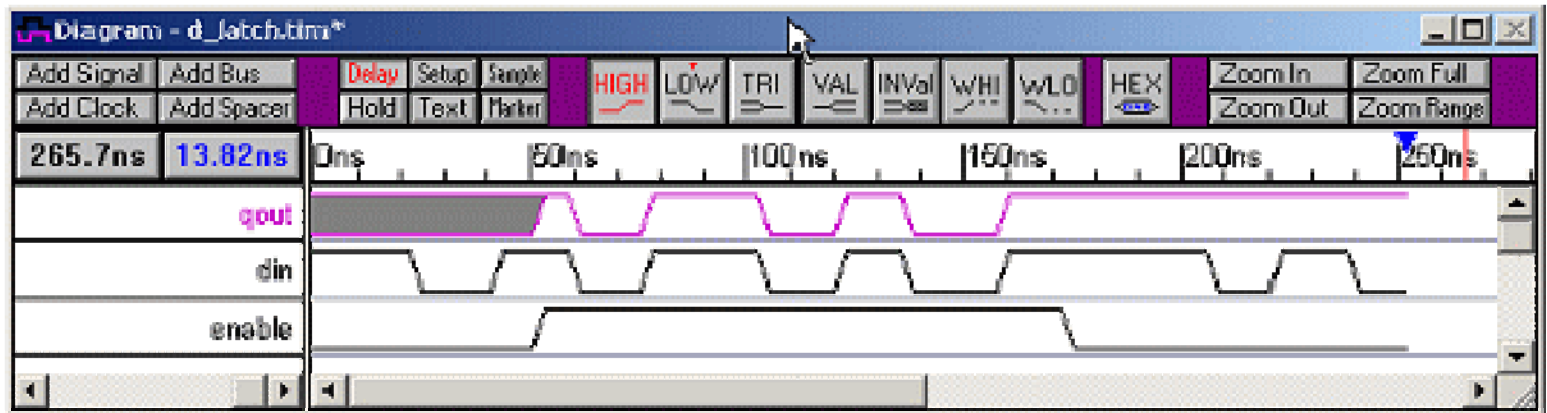 Diagram - d_latch.tim*
Add Signal Add Bus Delay Setup Sample HIGH LOW TRI VAL INVal WHI WLO HEX Zoom In Zoom Full
Add Clock Add Spacer Hold Text Marker Zoom Out Zoom Range
265.7ns 13.82ns 0ns 50ns 100ns 150ns 200ns 250ns
qout
din
enable